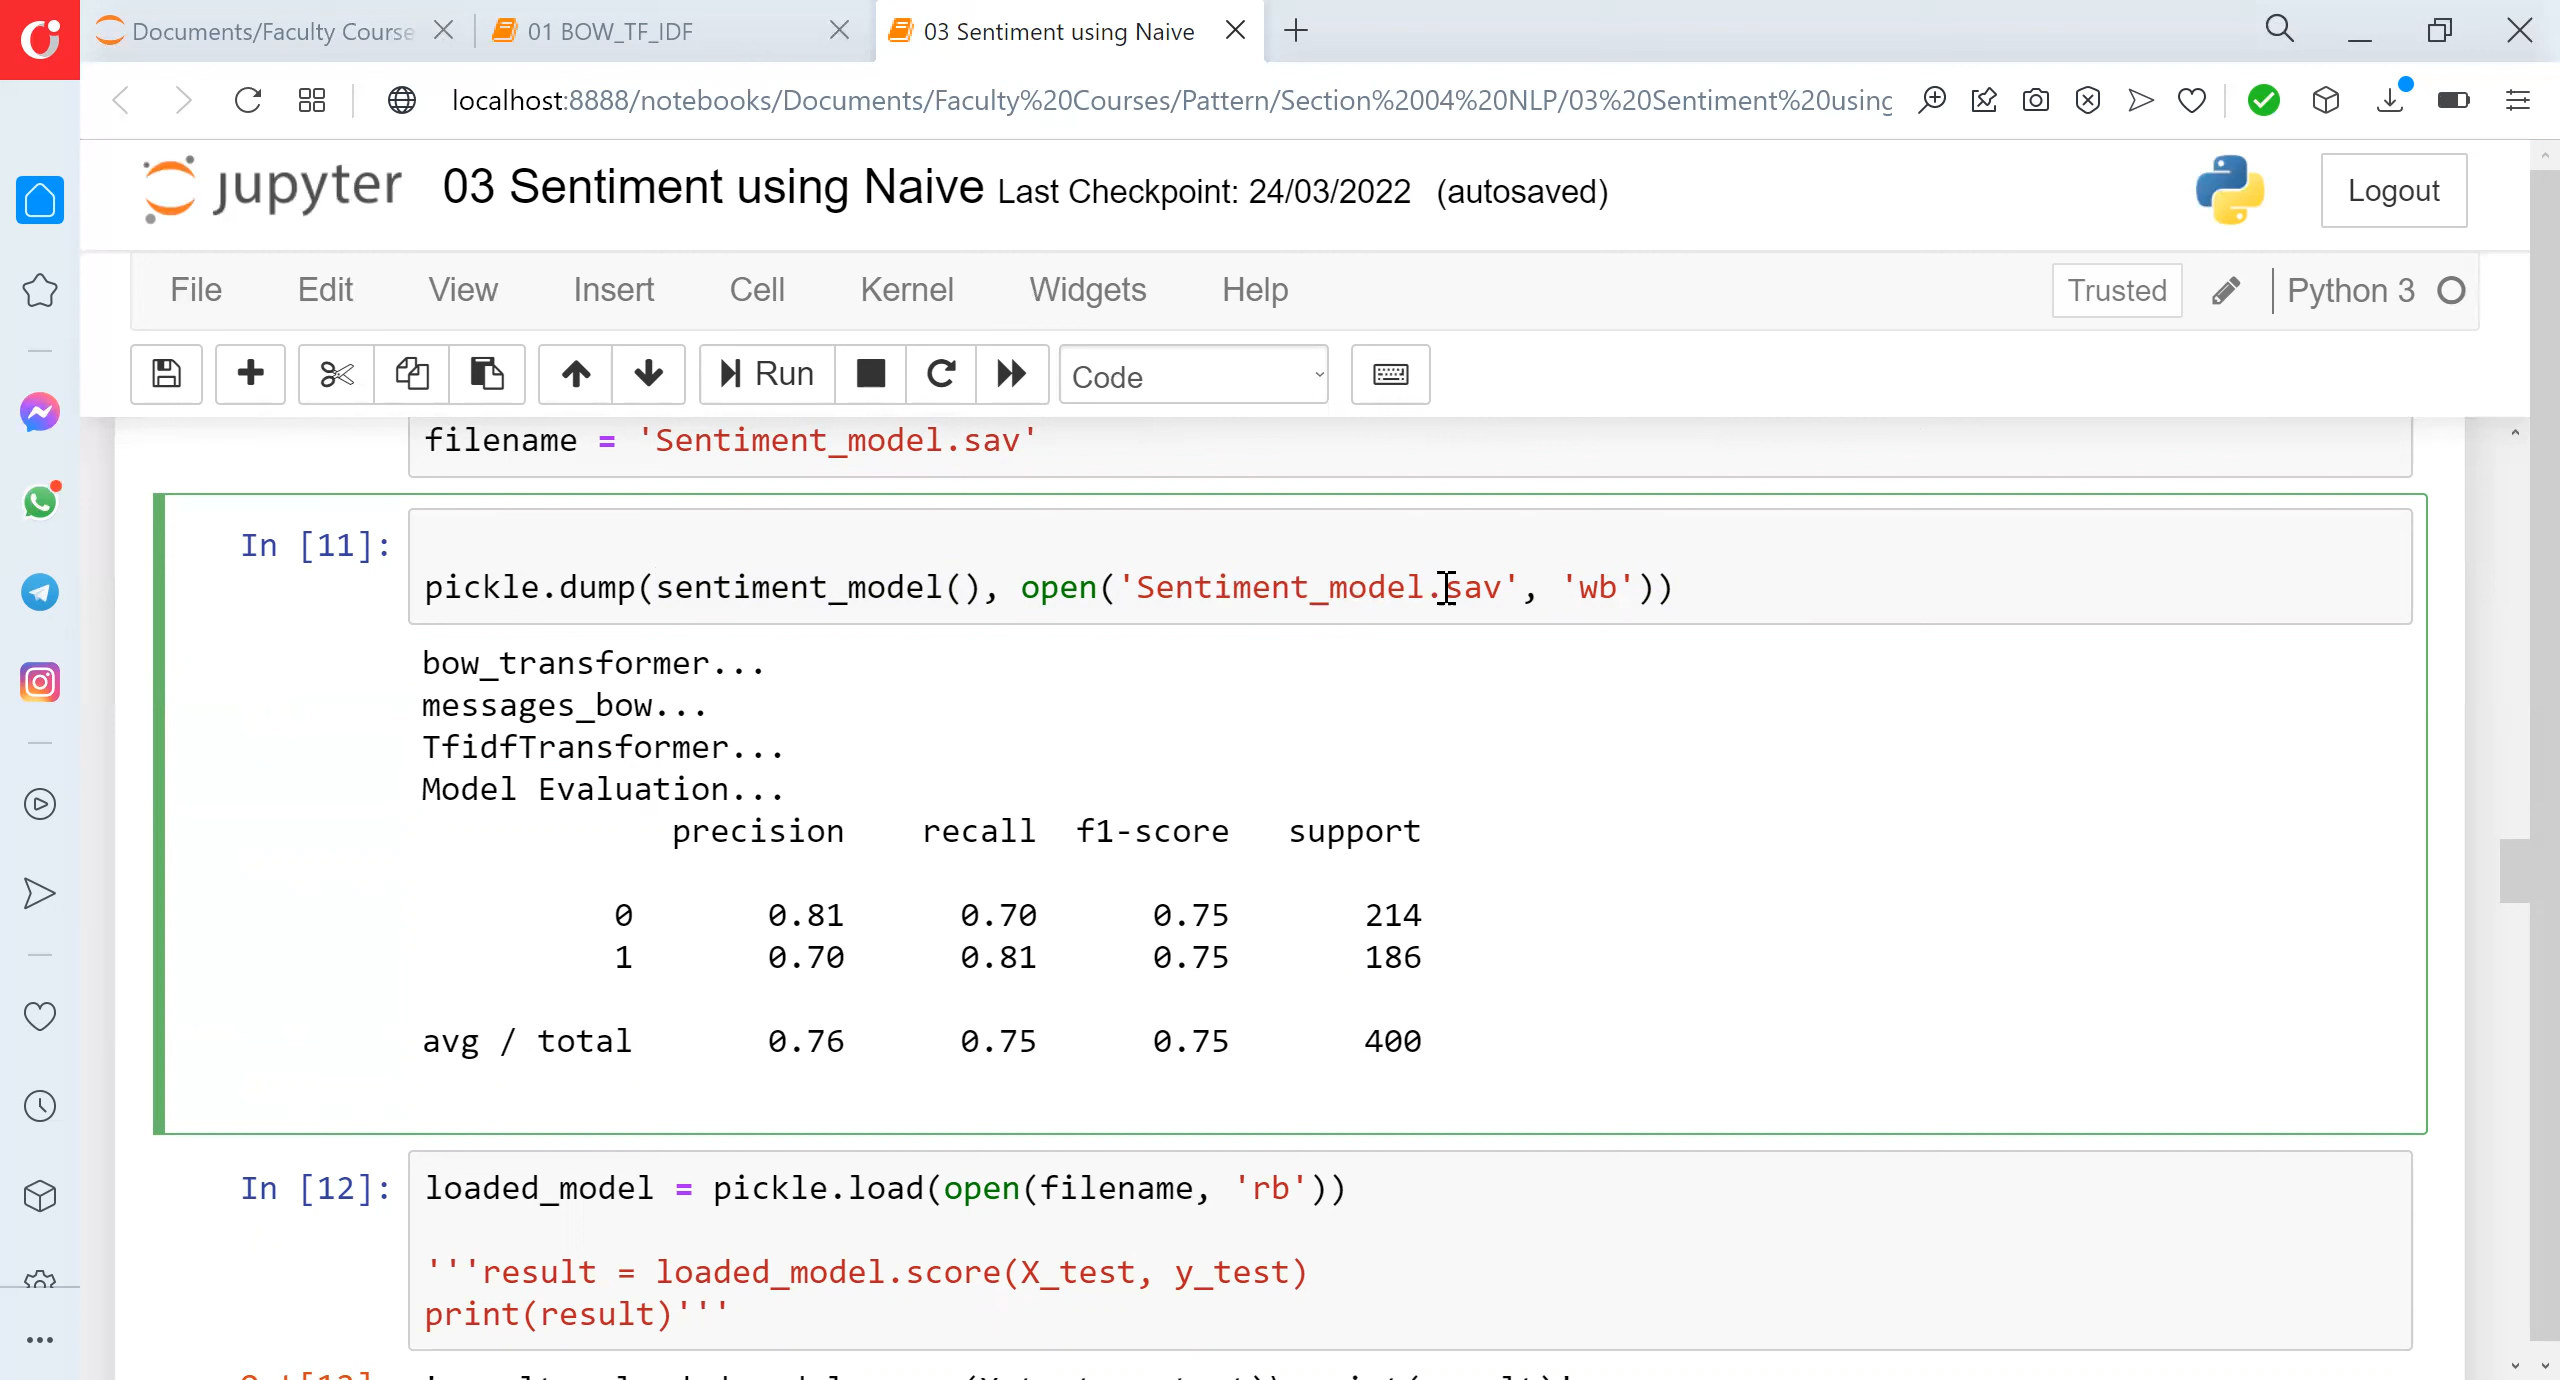 Documents/Faculty Course
01 BOW_TF_IDF
03 Sentiment using Naive
localhost:8888/notebooks/Documents/Faculty%20Courses/Pattern/Section%2004%20NLP/03%20Sentiment%20using
jupyter 03 Sentiment using Naive Last Checkpoint: 24/03/2022 (autosaved)
Logout
File Edit View Insert Cell Kernel Widgets Help
Trusted
Python 3
Run
Code
filename = 'Sentiment_model.sav'
In [11]:
pickle.dump(sentiment_model(), open('Sentiment_model.sav', 'wb'))
bow_transformer...
messages_bow...
TfidfTransformer...
Model Evaluation...
precision recall f1-score support
0 0.81 0.70 0.75 214
1 0.70 0.81 0.75 186
avg / total 0.76 0.75 0.75 400
In [12]: loaded_model = pickle.load(open(filename, 'rb'))
'''result = loaded_model.score(X_test, y_test)
print(result)'''